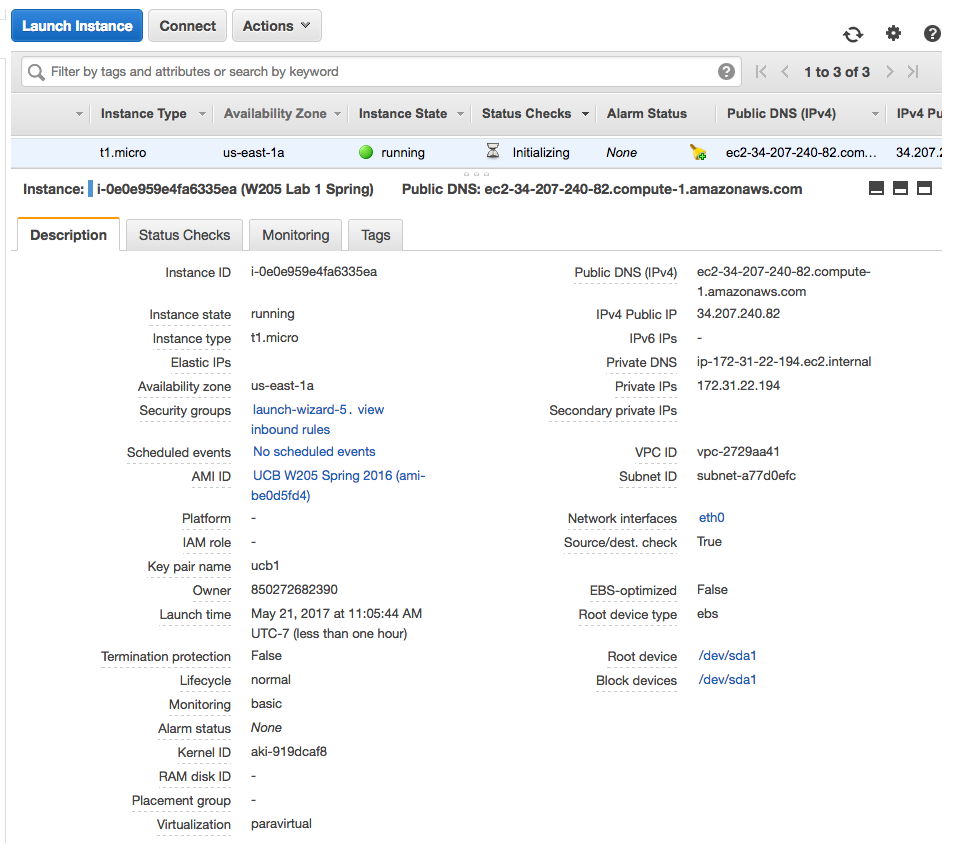 Launch Instance Connect Actions
Filter by tags and attributes or search by keyword 1 to 3 of 3
Instance Type Availability Zone Instance State Status Checks Alarm Status Public DNS (IPv4) IPv4 Pu
t1.micro us-east-1a running Initializing None ec2-34-207-240-82.com... 34.207.2
Instance: i-0e0e959e4fa6335ea (W205 Lab 1 Spring) Public DNS: ec2-34-207-240-82.compute-1.amazonaws.com
Description Status Checks Monitoring Tags
Instance ID i-0e0e959e4fa6335ea Public DNS (IPv4) ec2-34-207-240-82.compute-
1.amazonaws.com
Instance state running IPv4 Public IP 34.207.240.82
Instance type t1.micro IPv6 IPs -
Elastic IPs Private DNS ip-172-31-22-194.ec2.internal
Availability zone us-east-1a Private IPs 172.31.22.194
Security groups launch-wizard-5 . view Secondary private IPs
inbound rules
Scheduled events No scheduled events VPC ID vpc-2729aa41
AMI ID UCB W205 Spring 2016 (ami- Subnet ID subnet-a77d0efc
be0d5fd4)
Platform - Network interfaces eth0
IAM role - Source/dest. check True
Key pair name ucb1
Owner 850272682390 EBS-optimized False
Launch time May 21, 2017 at 11:05:44 AM Root device type ebs
UTC-7 (less than one hour)
Termination protection False Root device /dev/sda1
Lifecycle normal Block devices /dev/sda1
Monitoring basic
Alarm status None
Kernel ID aki-919dcaf8
RAM disk ID -
Placement group -
Virtualization paravirtual